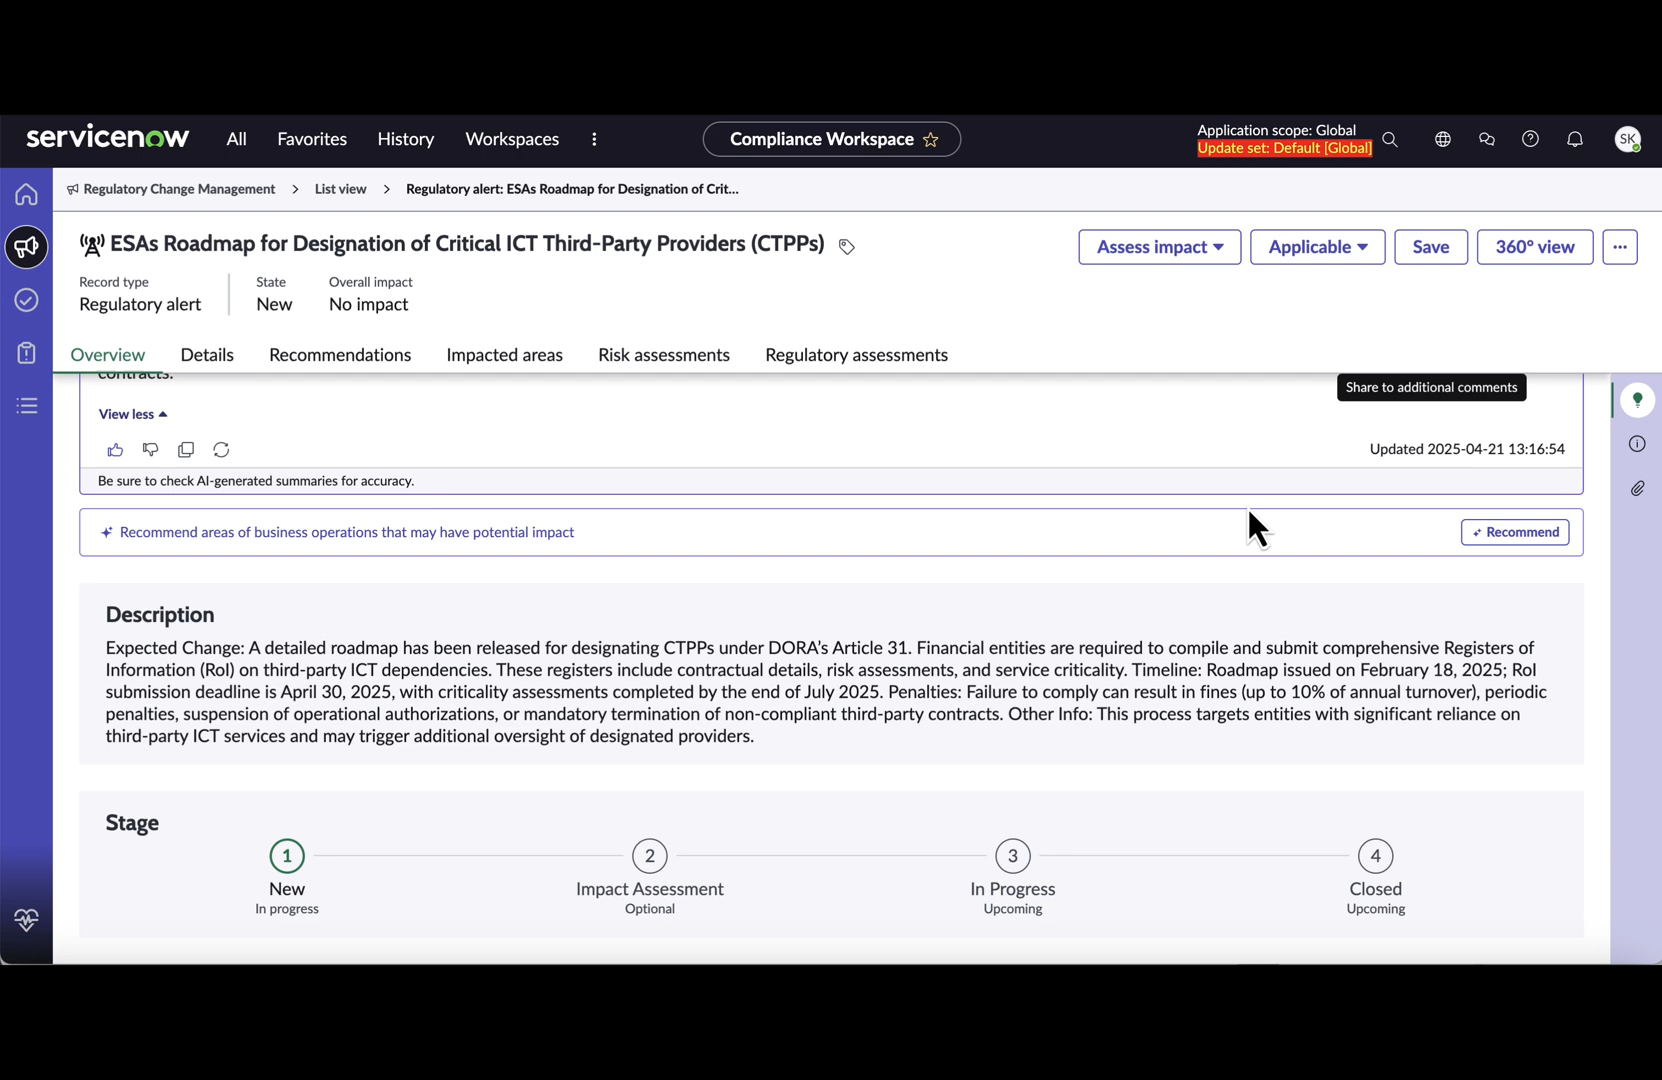 servicenow
All
Favorites
History
Workspaces
Compliance Workspace
Application scope: Global
Update set: Default [Global]
SK
Regulatory Change Management > List view > Regulatory alert: ESAs Roadmap for Designation of Crit...
ESAs Roadmap for Designation of Critical ICT Third-Party Providers (CTPPs)
Assess impact
Applicable
Save
360° view
Record type
Regulatory alert
State
New
Overall impact
No impact
Overview
Details
Recommendations
Impacted areas
Risk assessments
Regulatory assessments
contracts.
Share to additional comments
View less
Updated 2025-04-21 13:16:54
Be sure to check AI-generated summaries for accuracy.
Recommend areas of business operations that may have potential impact
Recommend
Description
Expected Change: A detailed roadmap has been released for designating CTPPs under DORA's Article 31. Financial entities are required to compile and submit comprehensive Registers of
Information (RoI) on third-party ICT dependencies. These registers include contractual details, risk assessments, and service criticality. Timeline: Roadmap issued on February 18, 2025; RoI
submission deadline is April 30, 2025, with criticality assessments completed by the end of July 2025. Penalties: Failure to comply can result in fines (up to 10% of annual turnover), periodic
penalties, suspension of operational authorizations, or mandatory termination of non-compliant third-party contracts. Other Info: This process targets entities with significant reliance on
third-party ICT services and may trigger additional oversight of designated providers.
Stage
1
New
In progress
2
Impact Assessment
Optional
3
In Progress
Upcoming
4
Closed
Upcoming